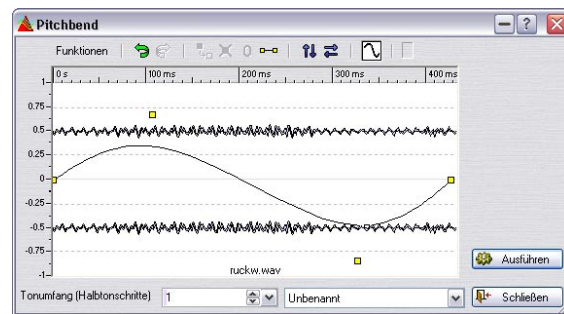 Pitchbend
Funktionen
0
0 s 100 ms 200 ms 300 ms 400 ms
1
0.75
0.5
0.25
0
-0.25
-0.5
-0.75
-1
ruckw.wav
Ausführen
Tonumfang (Halbtonschritte) 1 Unbenannt Schließen